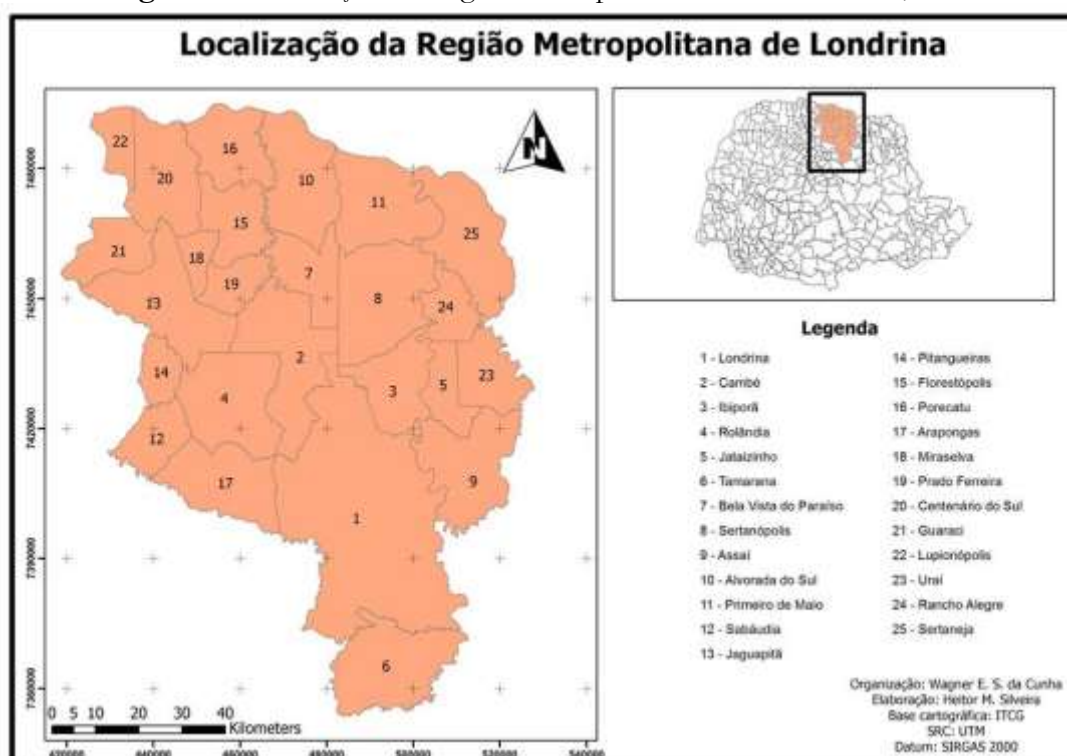 Localização da Região Metropolitana de Londrina
22
16
20
10
11
15
25
21
18
7
19
13
8
24
2
14
4
3
5
23
12
17
9
1
6
N
7480000
7450000
7420000
7390000
7360000
0 5 10 20 30 40
Kilometers
Legenda
1 - Londrina
2 - Cambé
3 - Ibiporã
4 - Rolândia
5 - Jataizinho
6 - Tamarana
7 - Bela Vista do Paraíso
8 - Sertanópolis
9 - Assaí
10 - Alvorada do Sul
11 - Primeiro de Maio
12 - Sabáudia
13 - Jaguapitã
14 - Pitangueiras
15 - Florestópolis
16 - Porecatu
17 - Arapongas
18 - Miraselva
19 - Prado Ferreira
20 - Centenário do Sul
21 - Guaraci
22 - Lupionópolis
23 - Uraí
24 - Rancho Alegre
25 - Sertaneja
Organização: Wagner E. S. da Cunha
Elaboração: Heitor M. Silveira
Base cartográfica: ITCG
SRC: UTM
Datum: SIRGAS 2000